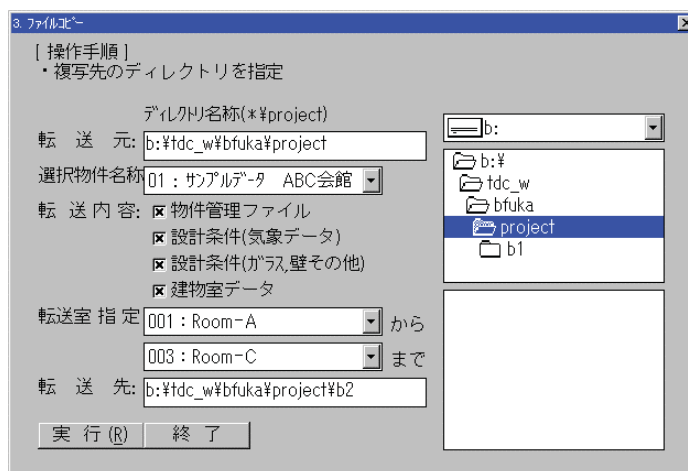 3. ﾌｧｲﾙｺﾋﾟｰ
[ 操作手順 ]
・複写先のディレクトリを指定
ﾃﾞｨﾚｸﾄﾘ名称(*¥project)
転 送 元: b:¥tdc_w¥bfuka¥project
選択物件名称 01：ｻﾝﾌﾟﾙﾃﾞｰﾀ ABC会館
転 送 内 容: 物件管理ファイル
設計条件(気象データ)
設計条件(ｶﾞﾗｽ,壁その他)
建物室データ
転送室 指 定 001：Room-A から
003：Room-C まで
転 送 先: b:¥tdc_w¥bfuka¥project¥b2
実 行 (R) 終 了
b:
b:¥
tdc_w
bfuka
project
b1